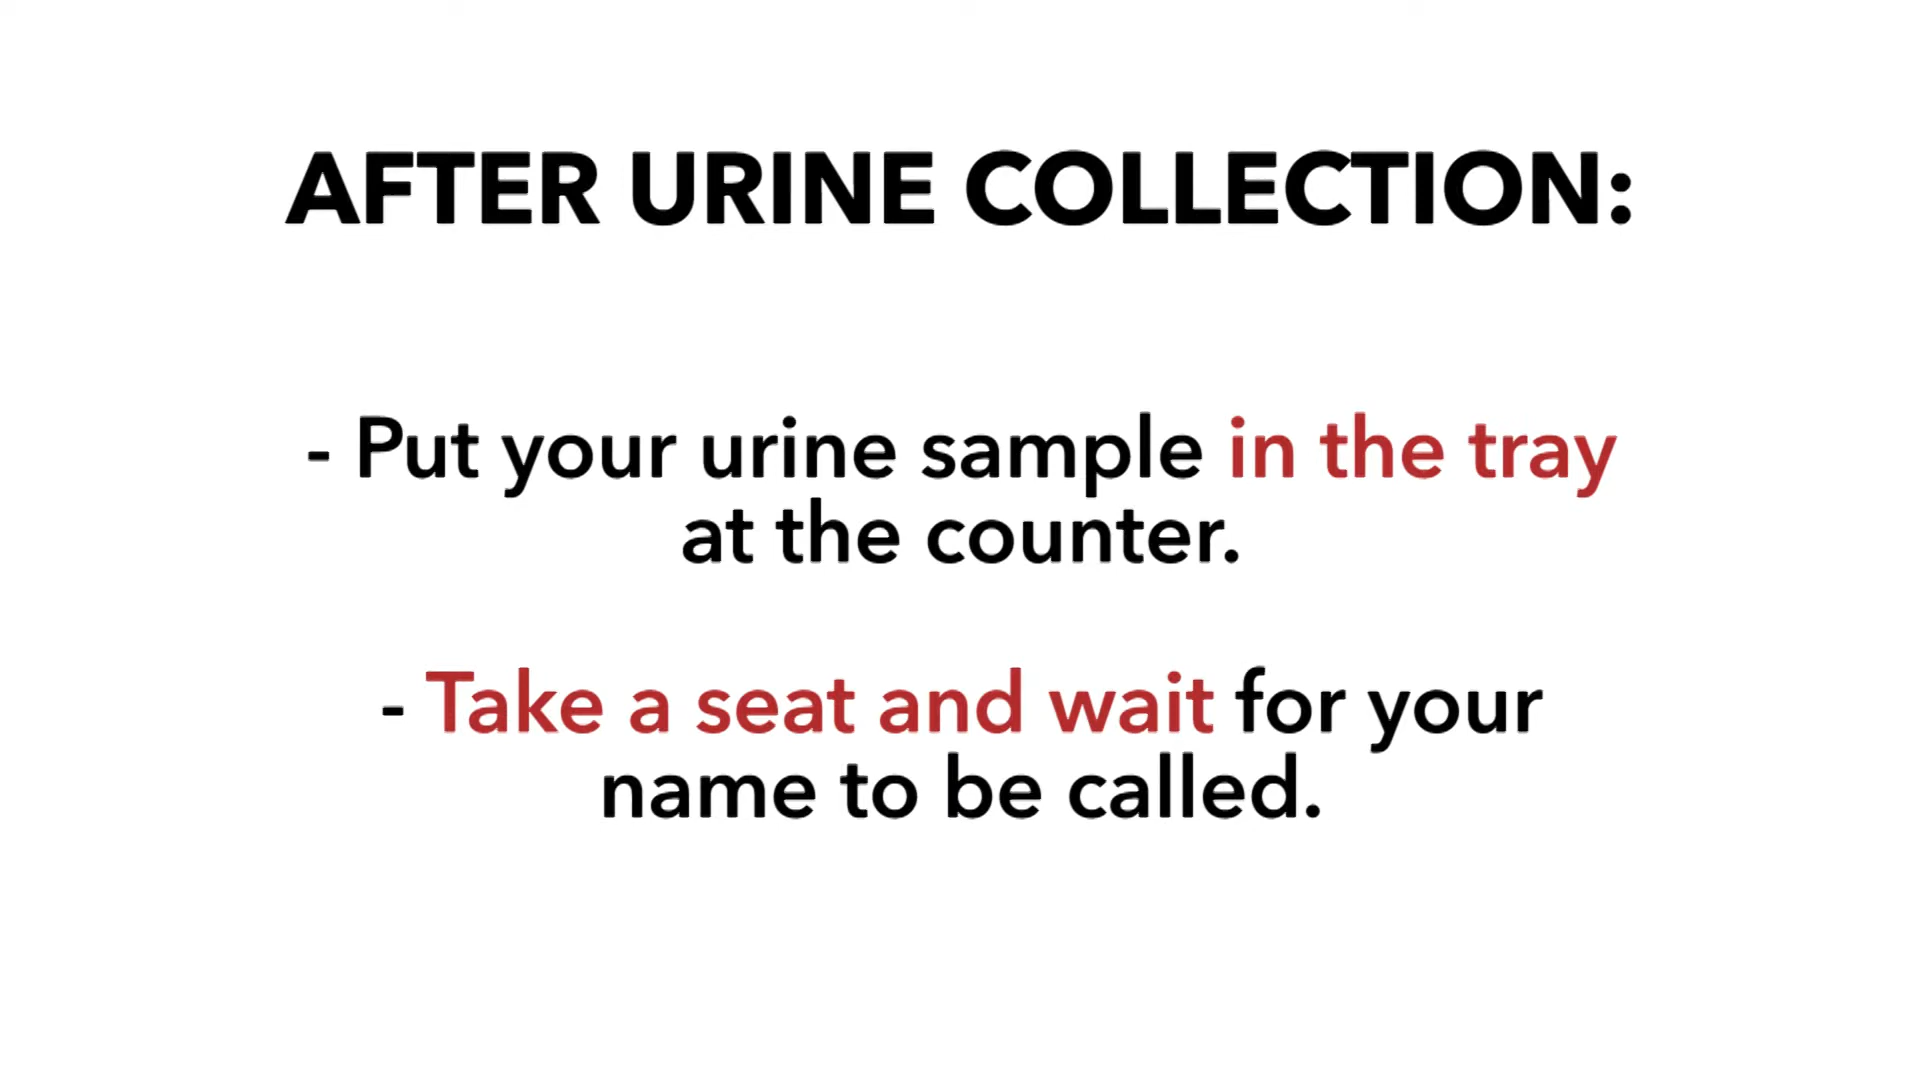 AFTER URINE COLLECTION:
- Put your urine sample in the tray
at the counter.
- Take a seat and wait for your
name to be called.